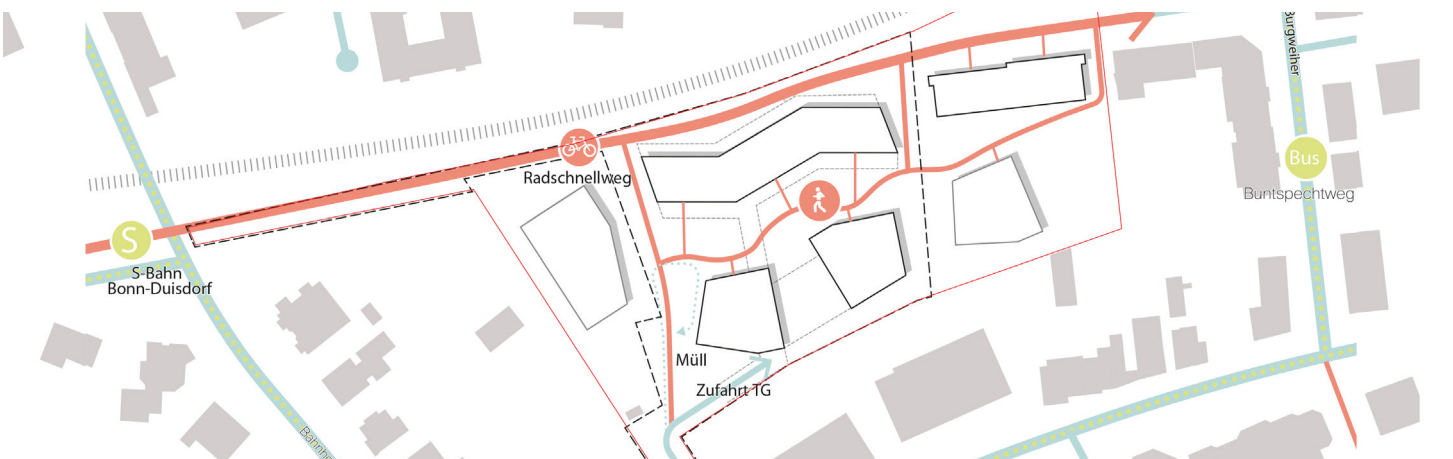 Burgweiher
Radschnellweg
Bus
Buntspechtweg
S
S-Bahn
Bonn-Duisdorf
Müll
Zufahrt TG